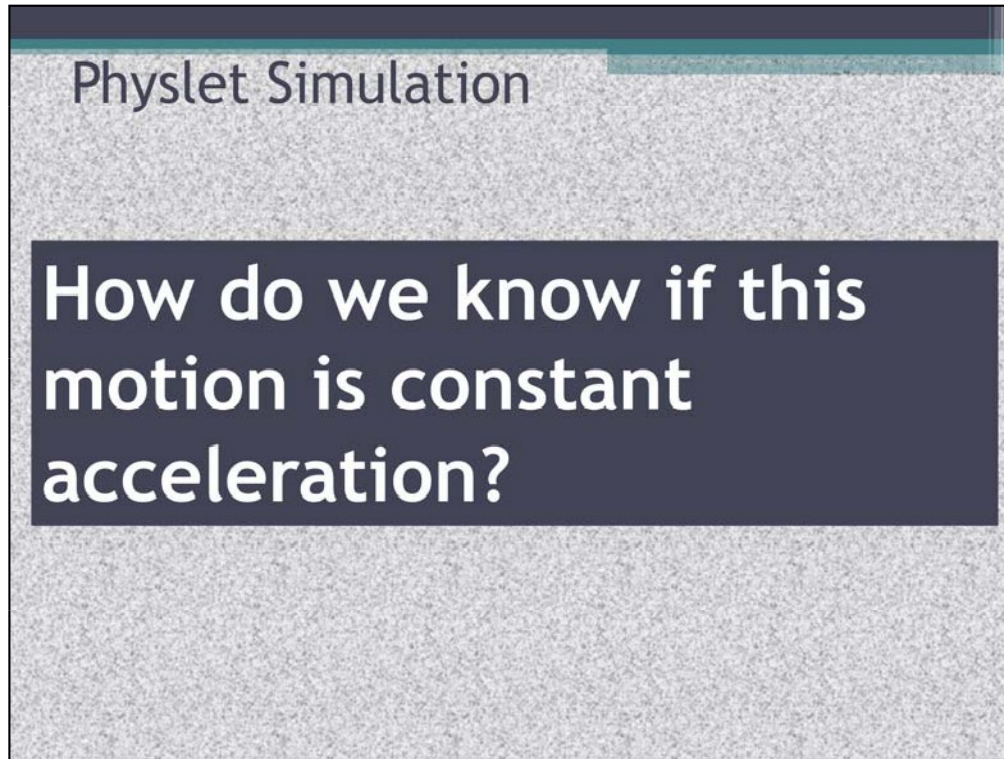 Physlet Simulation
How do we know if this
motion is constant
acceleration?